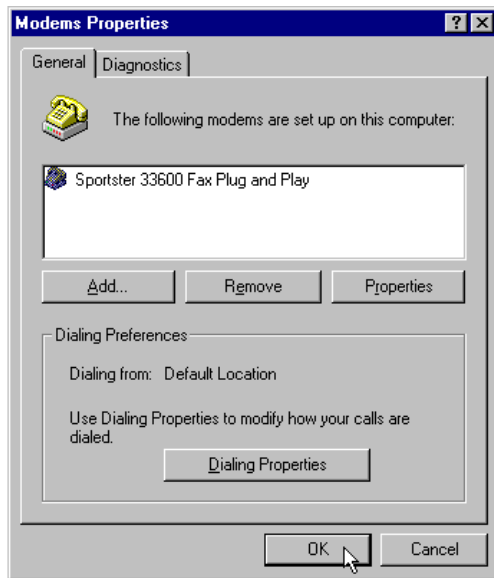 Modems Properties
General Diagnostics
The following modems are set up on this computer:
Sportster 33600 Fax Plug and Play
Add... Remove Properties
Dialing Preferences
Dialing from: Default Location
Use Dialing Properties to modify how your calls are
dialed.
Dialing Properties
OK Cancel